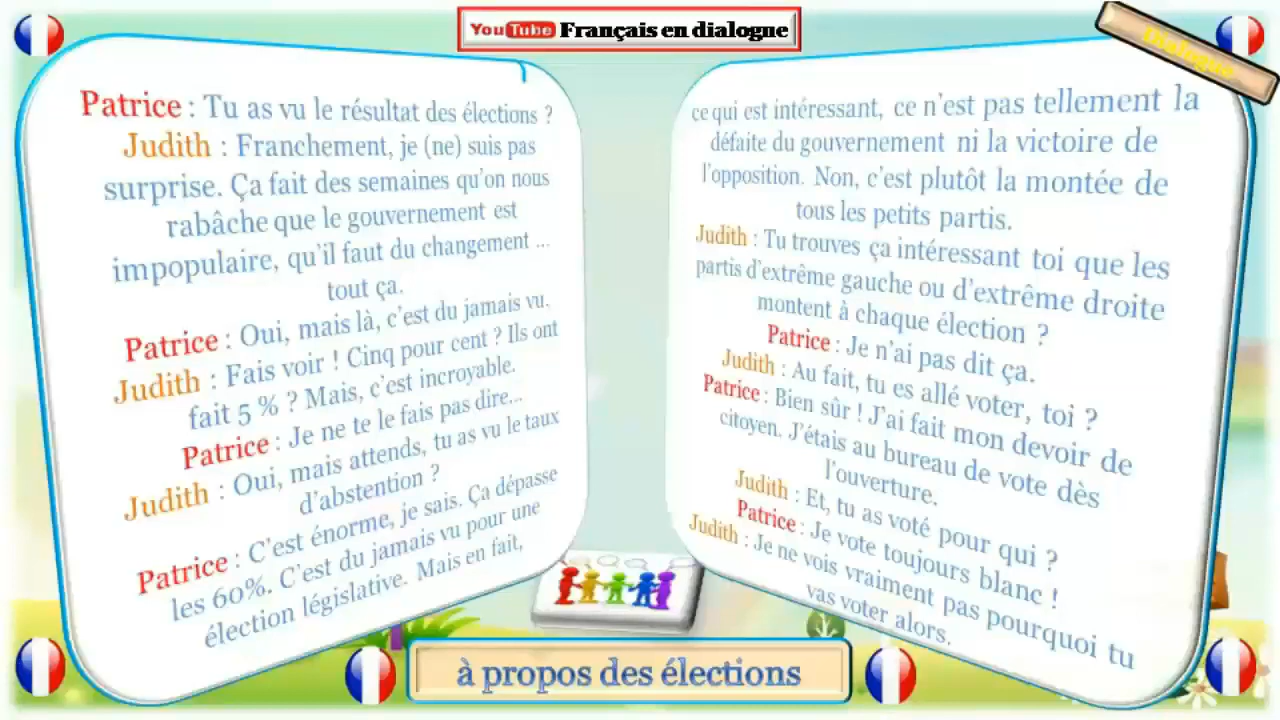 YouTube Français en dialogue
Dialogue
Patrice : Tu as vu le résultat des élections ?
Judith : Franchement, je (ne) suis pas
surprise. Ça fait des semaines qu'on nous
rabâche que le gouvernement est
impopulaire, qu'il faut du changement ...
tout ça.
Patrice : Oui, mais là, c'est du jamais vu.
Judith : Fais voir ! Cinq pour cent ? Ils ont
fait 5 % ? Mais, c'est incroyable.
Patrice : Je ne te le fais pas dire...
Judith : Oui, mais attends, tu as vu le taux
d'abstention ?
Patrice : C'est énorme, je sais. Ça dépasse
les 60%. C'est du jamais vu pour une
élection législative. Mais en fait,
ce qui est intéressant, ce n'est pas tellement la
défaite du gouvernement ni la victoire de
l'opposition. Non, c'est plutôt la montée de
tous les petits partis.
Judith : Tu trouves ça intéressant toi que les
partis d'extrême gauche ou d'extrême droite
montent à chaque élection ?
Patrice : Je n'ai pas dit ça.
Judith : Au fait, tu es allé voter, toi ?
Patrice : Bien sûr ! J'ai fait mon devoir de
citoyen. J'étais au bureau de vote dès
l'ouverture.
Judith : Et, tu as voté pour qui ?
Patrice : Je vote toujours blanc !
Judith : Je ne vois vraiment pas pourquoi tu
vas voter alors.
à propos des élections